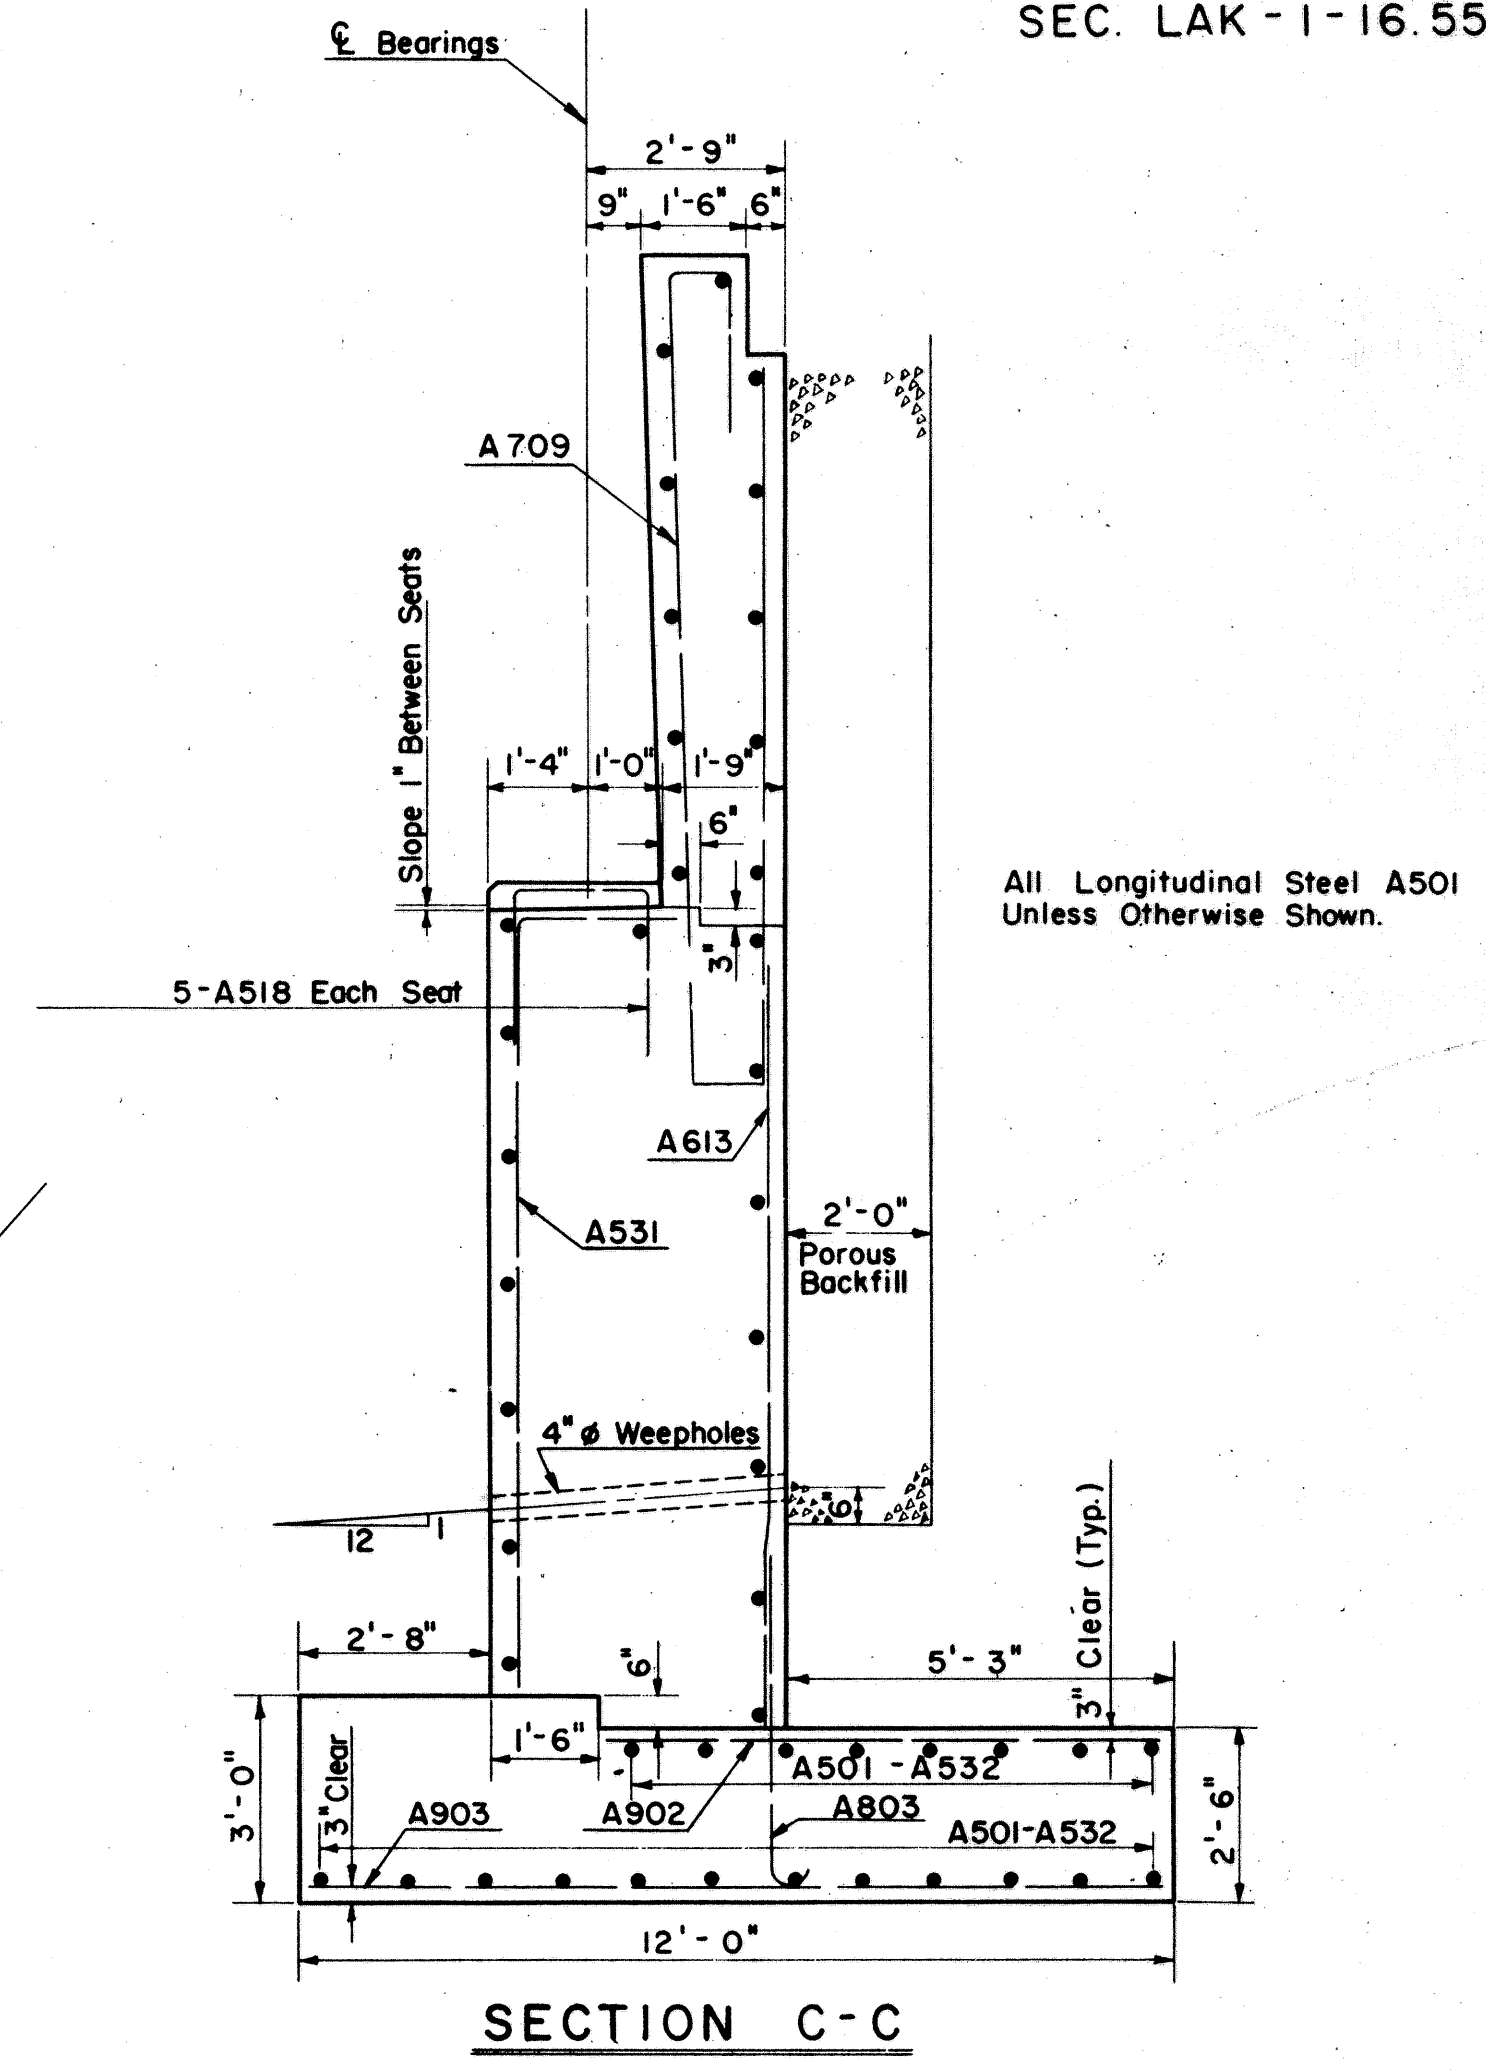 SEC. LAK - 1 - 16.55
℄ Bearings
2'-9"
9" 1'-6" 6"
A709
Slope 1" Between Seats
1'-4" 1'-0" 1'-9"
6"
All Longitudinal Steel A501
Unless Otherwise Shown.
3"
5-A518 Each Seat
A613
A531
2'-0"
Porous
Backfill
4" ø Weepholes
6"
12
1
3" Clear (Typ.)
2'-8"
6"
5'-3"
1'-6"
3'-0"
3" Clear
A501 - A532
A903
A902
A803
A501-A532
2'-6"
12'-0"
SECTION C-C